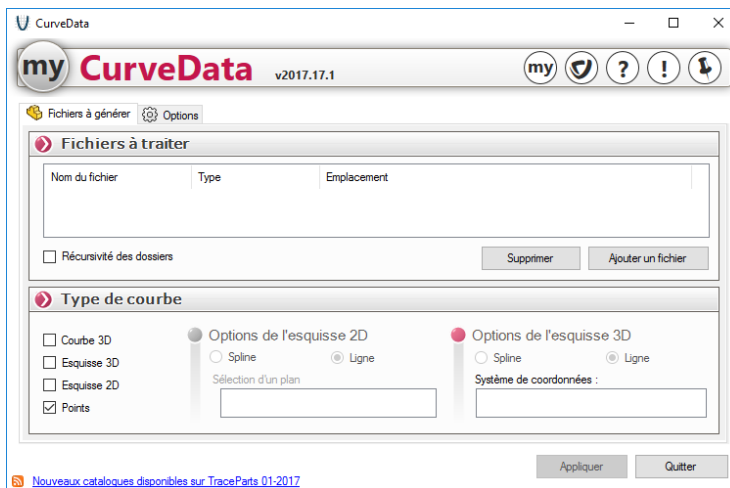 CurveData
my CurveData v2017.17.1 my ? !
Fichiers à générer Options
Fichiers à traiter
Nom du fichier Type Emplacement
Récursivité des dossiers Supprimer Ajouter un fichier
Type de courbe
Courbe 3D
Esquisse 3D
Esquisse 2D
Points
Options de l'esquisse 2D
Spline Ligne
Sélection d'un plan
Options de l'esquisse 3D
Spline Ligne
Système de coordonnées :
Appliquer Quitter
Nouveaux catalogues disponibles sur TraceParts 01-2017